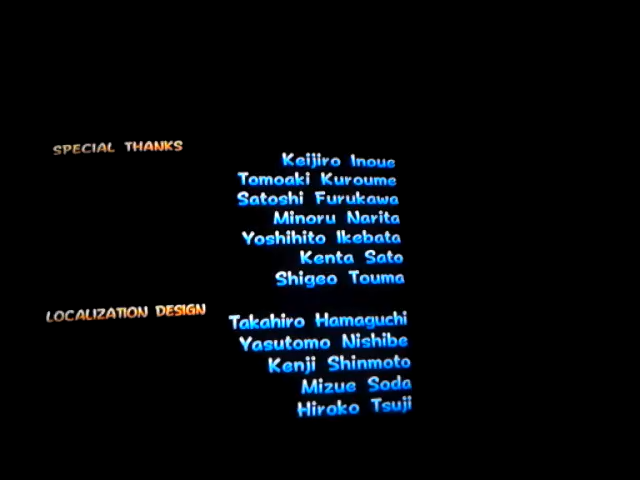 SPECIAL THANKS
Keijiro Inoue
Tomoaki Kuroume
Satoshi Furukawa
Minoru Narita
Yoshihito Ikebata
Kenta Sato
Shigeo Touma
LOCALIZATION DESIGN
Takahiro Hamaguchi
Yasutomo Nishibe
Kenji Shinmoto
Mizue Soda
Hiroko Tsuji